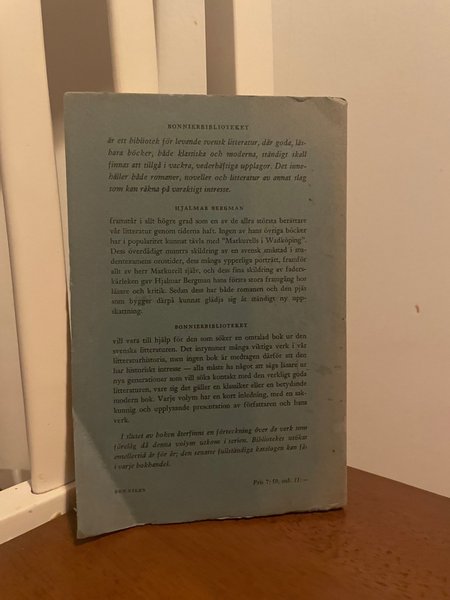 BONNIERBIBLIOTEKET
är ett bibliotek för levande svensk litteratur, där goda, läs-
bara böcker, både klassiska och moderna, ständigt skall
finnas att tillgå i vackra, vederhäftiga upplagor. Det inne-
håller både romaner, noveller och litteratur av annat slag
som kan räkna på varaktigt intresse.
HJALMAR BERGMAN
framstår i allt högre grad som en av de allra största berättare
vår litteratur genom tiderna haft. Ingen av hans övriga böcker
har i popularitet kunnat tävla med "Markurells i Wadköping".
Dess överdådigt muntra skildring av en svensk småstad i stu-
dentexamens orostider, dess många ypperliga porträtt, framför
allt av herr Markurell själv, och dess fina skildring av faders-
kärleken gav Hjalmar Bergman hans första stora framgång hos
läsare och kritik. Sedan dess har både romanen och den pjäs
som bygger därpå kunnat glädja sig åt ständigt ny upp-
skattning.
BONNIERBIBLIOTEKET
vill vara till hjälp för den som söker en omtalad bok ur den
svenska litteraturen. Det inrymmer många viktiga verk i vår
litteraturhistoria, men ingen bok är medtagen därför att den
har historiskt intresse — alla måste ha något att säga läsare ur
nya generationer som vill söka kontakt med den verkligt goda
litteraturen, vare sig det gäller en klassiker eller en betydande
modern bok. Varje volym har en kort inledning, med en sak-
kunnig och upplysande presentation av författaren och hans
verk.
I slutet av boken återfinns en förteckning över de verk som
förelåg då denna volym utkom i serien. Biblioteket utökas
emellertid år för år; den senaste fullständiga katalogen kan fås
i varje bokhandel.
BONNIERS
Pris 7:50, inb. 11:—